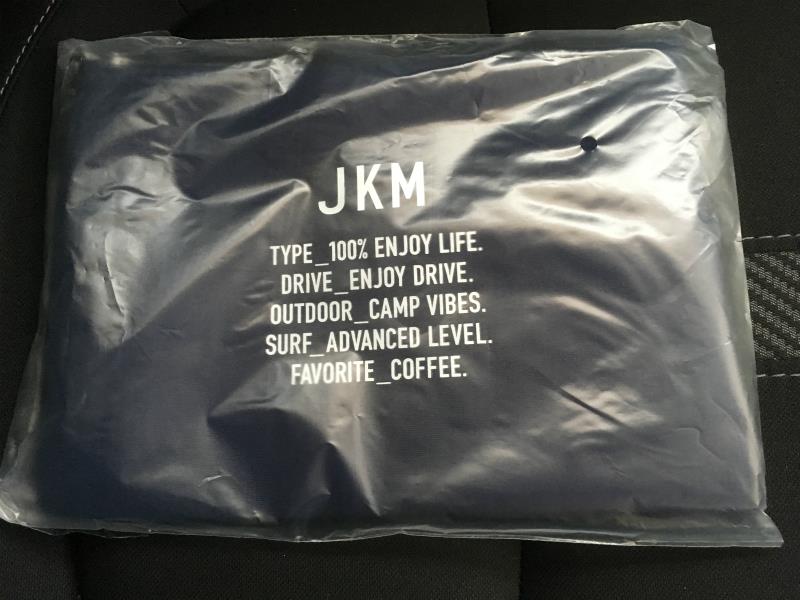 JKM
TYPE_100% ENJOY LIFE.
DRIVE_ENJOY DRIVE.
OUTDOOR_CAMP VIBES.
SURF_ADVANCED LEVEL.
FAVORITE_COFFEE.